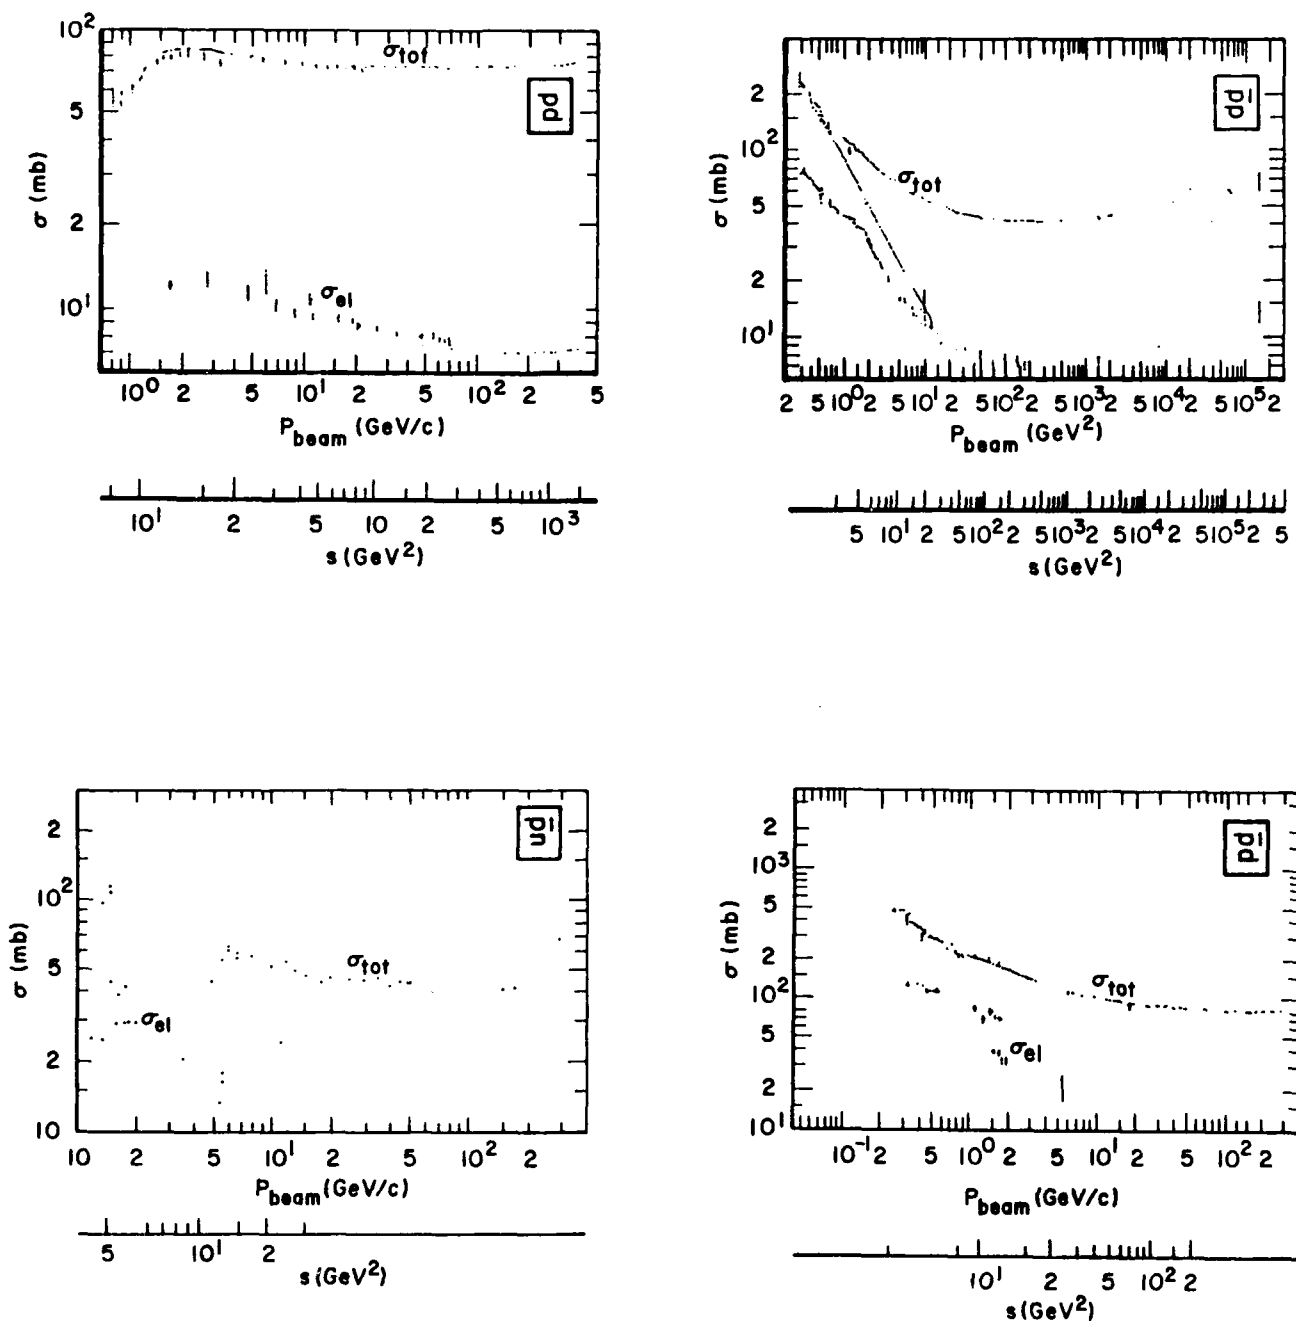 10²
5
2
10¹
σ (mb)
σtot
pd
σel
10⁰ 2 5 10¹ 2 5 10² 2 5
Pbeam (GeV/c)
10¹ 2 5 10 2 5 10³
s (GeV²)
2
10²
5
2
10¹
σ (mb)
p̄p
σtot
2 5 10⁰ 2 5 10¹ 2 5 10² 2 5 10³ 2 5 10⁴ 2 5 10⁵ 2
Pbeam (GeV²)
5 10¹ 2 5 10² 2 5 10³ 2 5 10⁴ 2 5 10⁵ 2 5
s (GeV²)
2
10²
5
2
10
σ (mb)
p̄n
σtot
σel
10 2 5 10¹ 2 5 10² 2
Pbeam (GeV/c)
5 10¹ 2
s (GeV²)
2
10³
5
2
10²
5
2
10¹
σ (mb)
p̄d
σtot
σel
10⁻¹ 2 5 10⁰ 2 5 10¹ 2 5 10² 2
Pbeam (GeV/c)
10¹ 2 5 10² 2
s (GeV²)